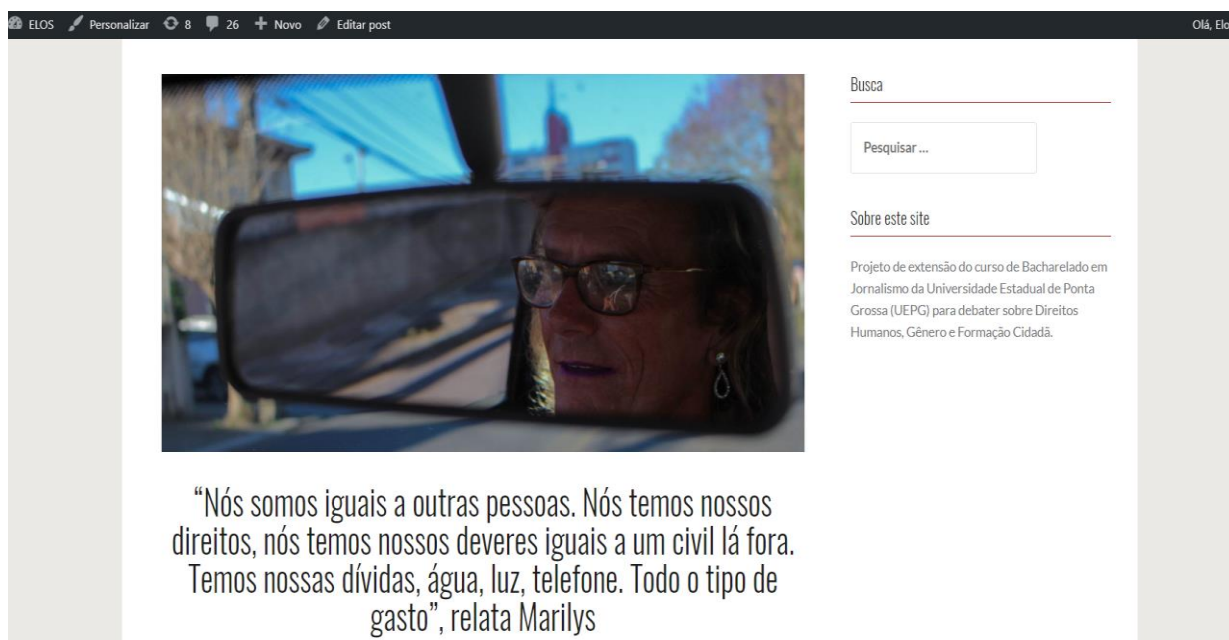 ELOS Personalizar 8 26 Novo Editar post Olá, Elo
Busca
Pesquisar ...
Sobre este site
Projeto de extensão do curso de Bacharelado em
Jornalismo da Universidade Estadual de Ponta
Grossa (UEPG) para debater sobre Direitos
Humanos, Gênero e Formação Cidadã.
“Nós somos iguais a outras pessoas. Nós temos nossos
direitos, nós temos nossos deveres iguais a um civil lá fora.
Temos nossas dívidas, água, luz, telefone. Todo o tipo de
gasto”, relata Marilys